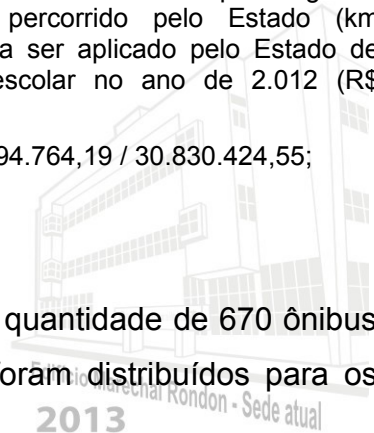 percorrido pelo Estado (km
a ser aplicado pelo Estado de
escolar no ano de 2.012 (R$
94.764,19 / 30.830.424,55;
quantidade de 670 ônibus
foram distribuídos para os
Edifício Marechal Rondon - Sede atual
2013